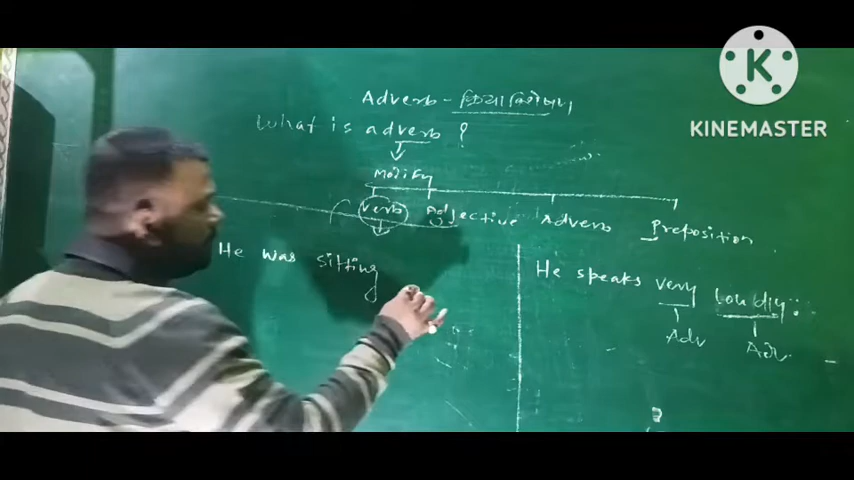 Adverb - क्रिया विशेषण
What is adverb ?
Modify
Verb Adjective Adverb Preposition
He was sitting
He speaks very loudly
Adv Adv
K
KINEMASTER